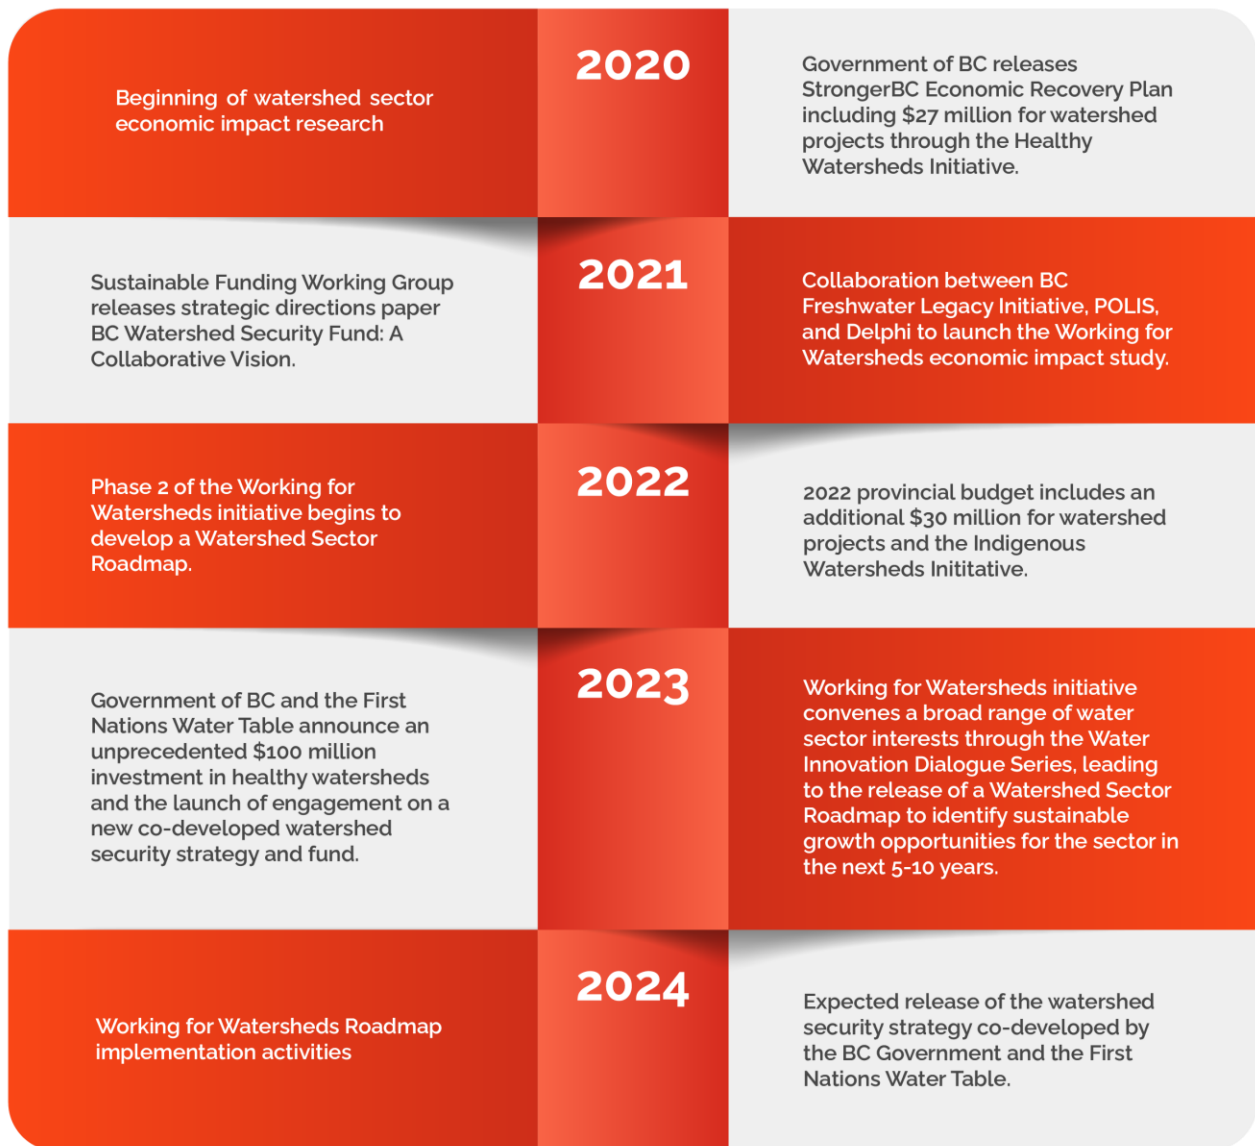 2020
Beginning of watershed sector
economic impact research
Government of BC releases
StrongerBC Economic Recovery Plan
including $27 million for watershed
projects through the Healthy
Watersheds Initiative.
2021
Sustainable Funding Working Group
releases strategic directions paper
BC Watershed Security Fund: A
Collaborative Vision.
Collaboration between BC
Freshwater Legacy Initiative, POLIS,
and Delphi to launch the Working for
Watersheds economic impact study.
2022
Phase 2 of the Working for
Watersheds initiative begins to
develop a Watershed Sector
Roadmap.
2022 provincial budget includes an
additional $30 million for watershed
projects and the Indigenous
Watersheds Inititative.
2023
Government of BC and the First
Nations Water Table announce an
unprecedented $100 million
investment in healthy watersheds
and the launch of engagement on a
new co-developed watershed
security strategy and fund.
Working for Watersheds initiative
convenes a broad range of water
sector interests through the Water
Innovation Dialogue Series, leading
to the release of a Watershed Sector
Roadmap to identify sustainable
growth opportunities for the sector in
the next 5-10 years.
2024
Working for Watersheds Roadmap
implementation activities
Expected release of the watershed
security strategy co-developed by
the BC Government and the First
Nations Water Table.